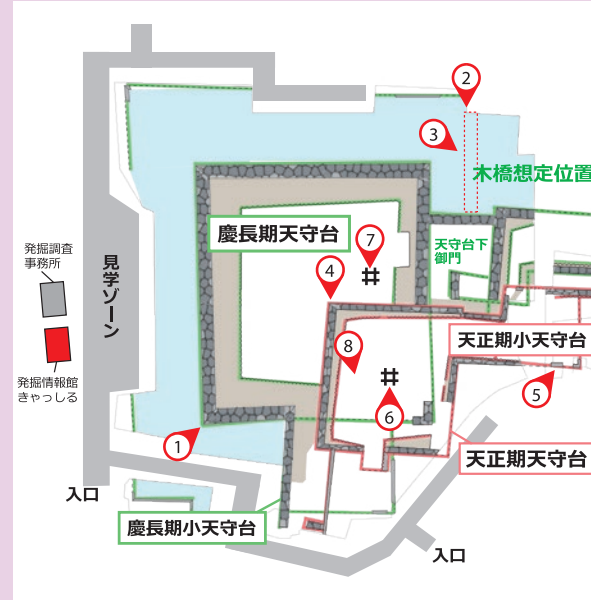 2
3
木橋想定位置
慶長期天守台
7
天守台下
御門
発掘調査
事務所
見学ゾーン
4
8
天正期小天守台
発掘情報館
きゃっしる
5
6
1
天正期天守台
入口
慶長期小天守台
入口